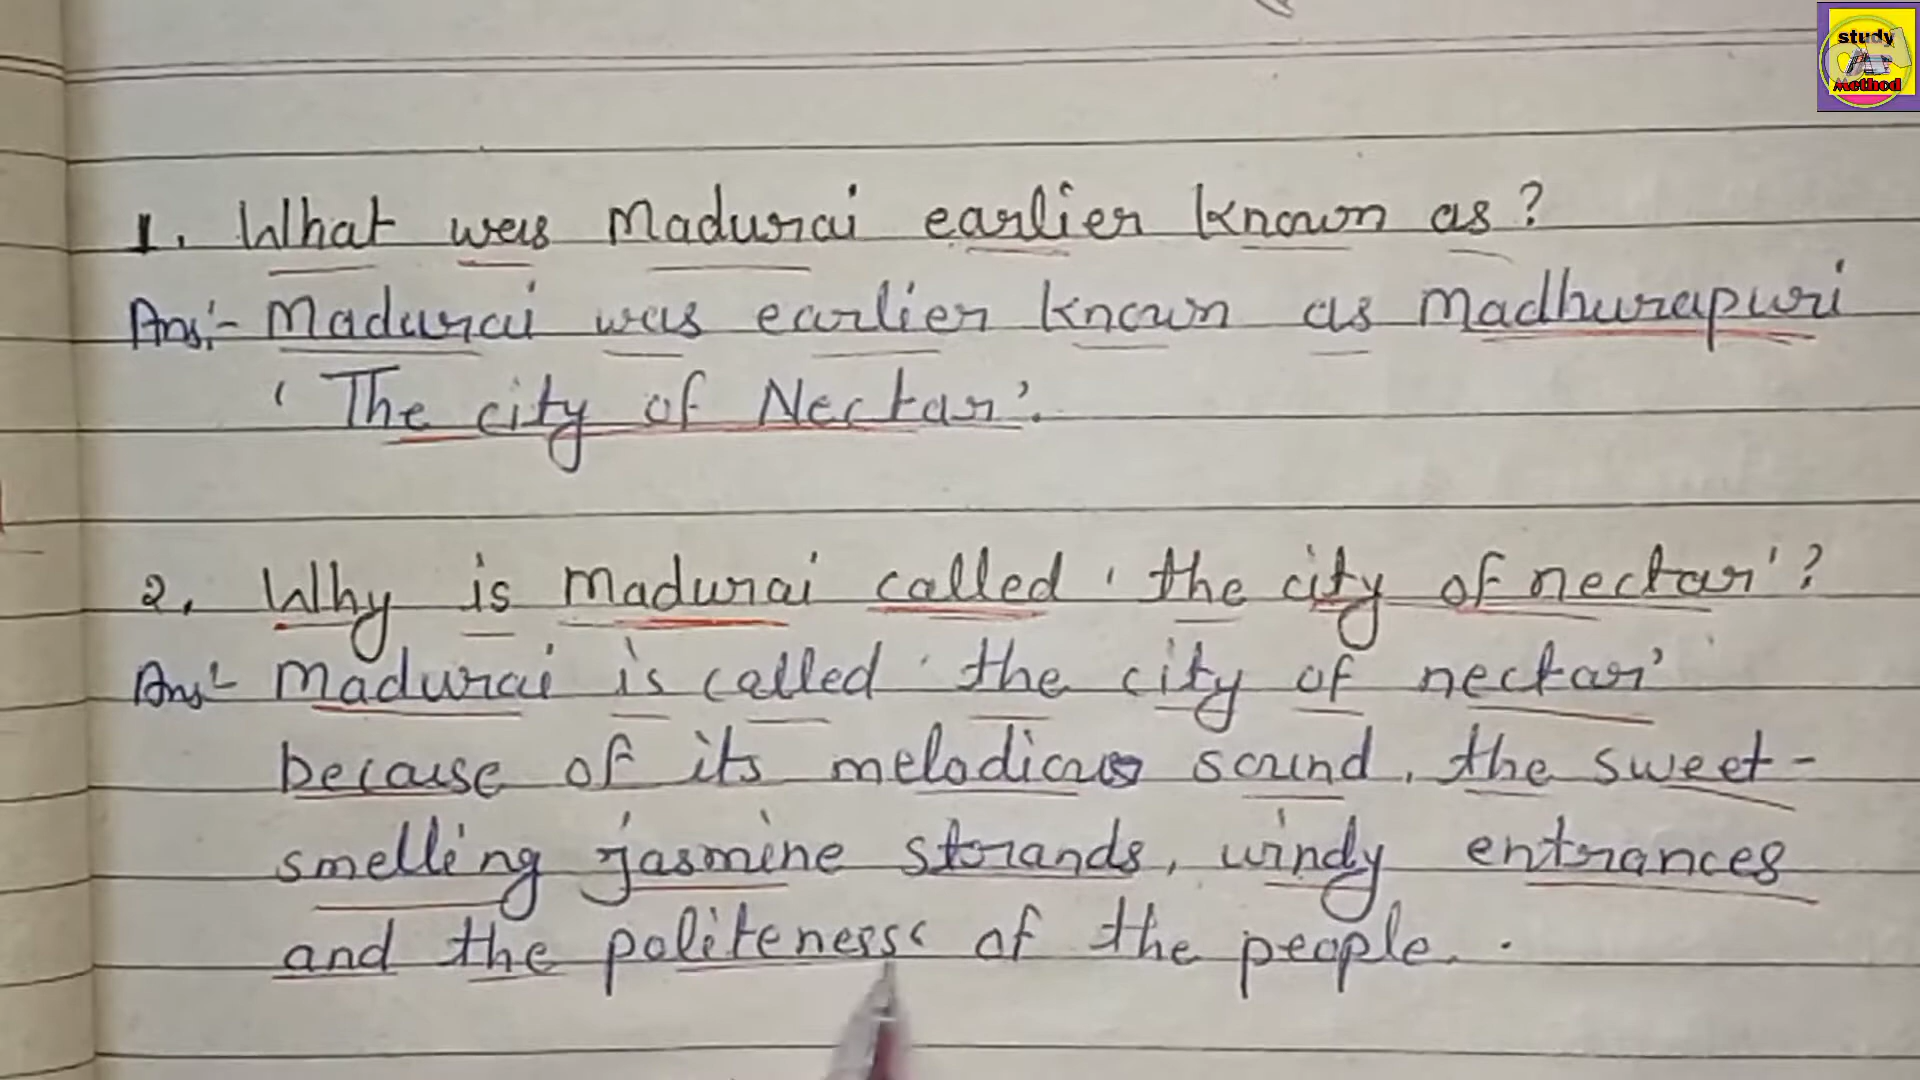 study
Art
Method
1. What was Madurai earlier known as?
Ans:- Madurai was earlier known as Madhurapuri
'The city of Nectar'.
2. Why is Madurai called 'the city of nectar'?
Ans:- Madurai is called 'the city of nectar'
because of its melodious sound, the sweet-
smelling jasmine strands, windy entrances
and the politeness of the people.